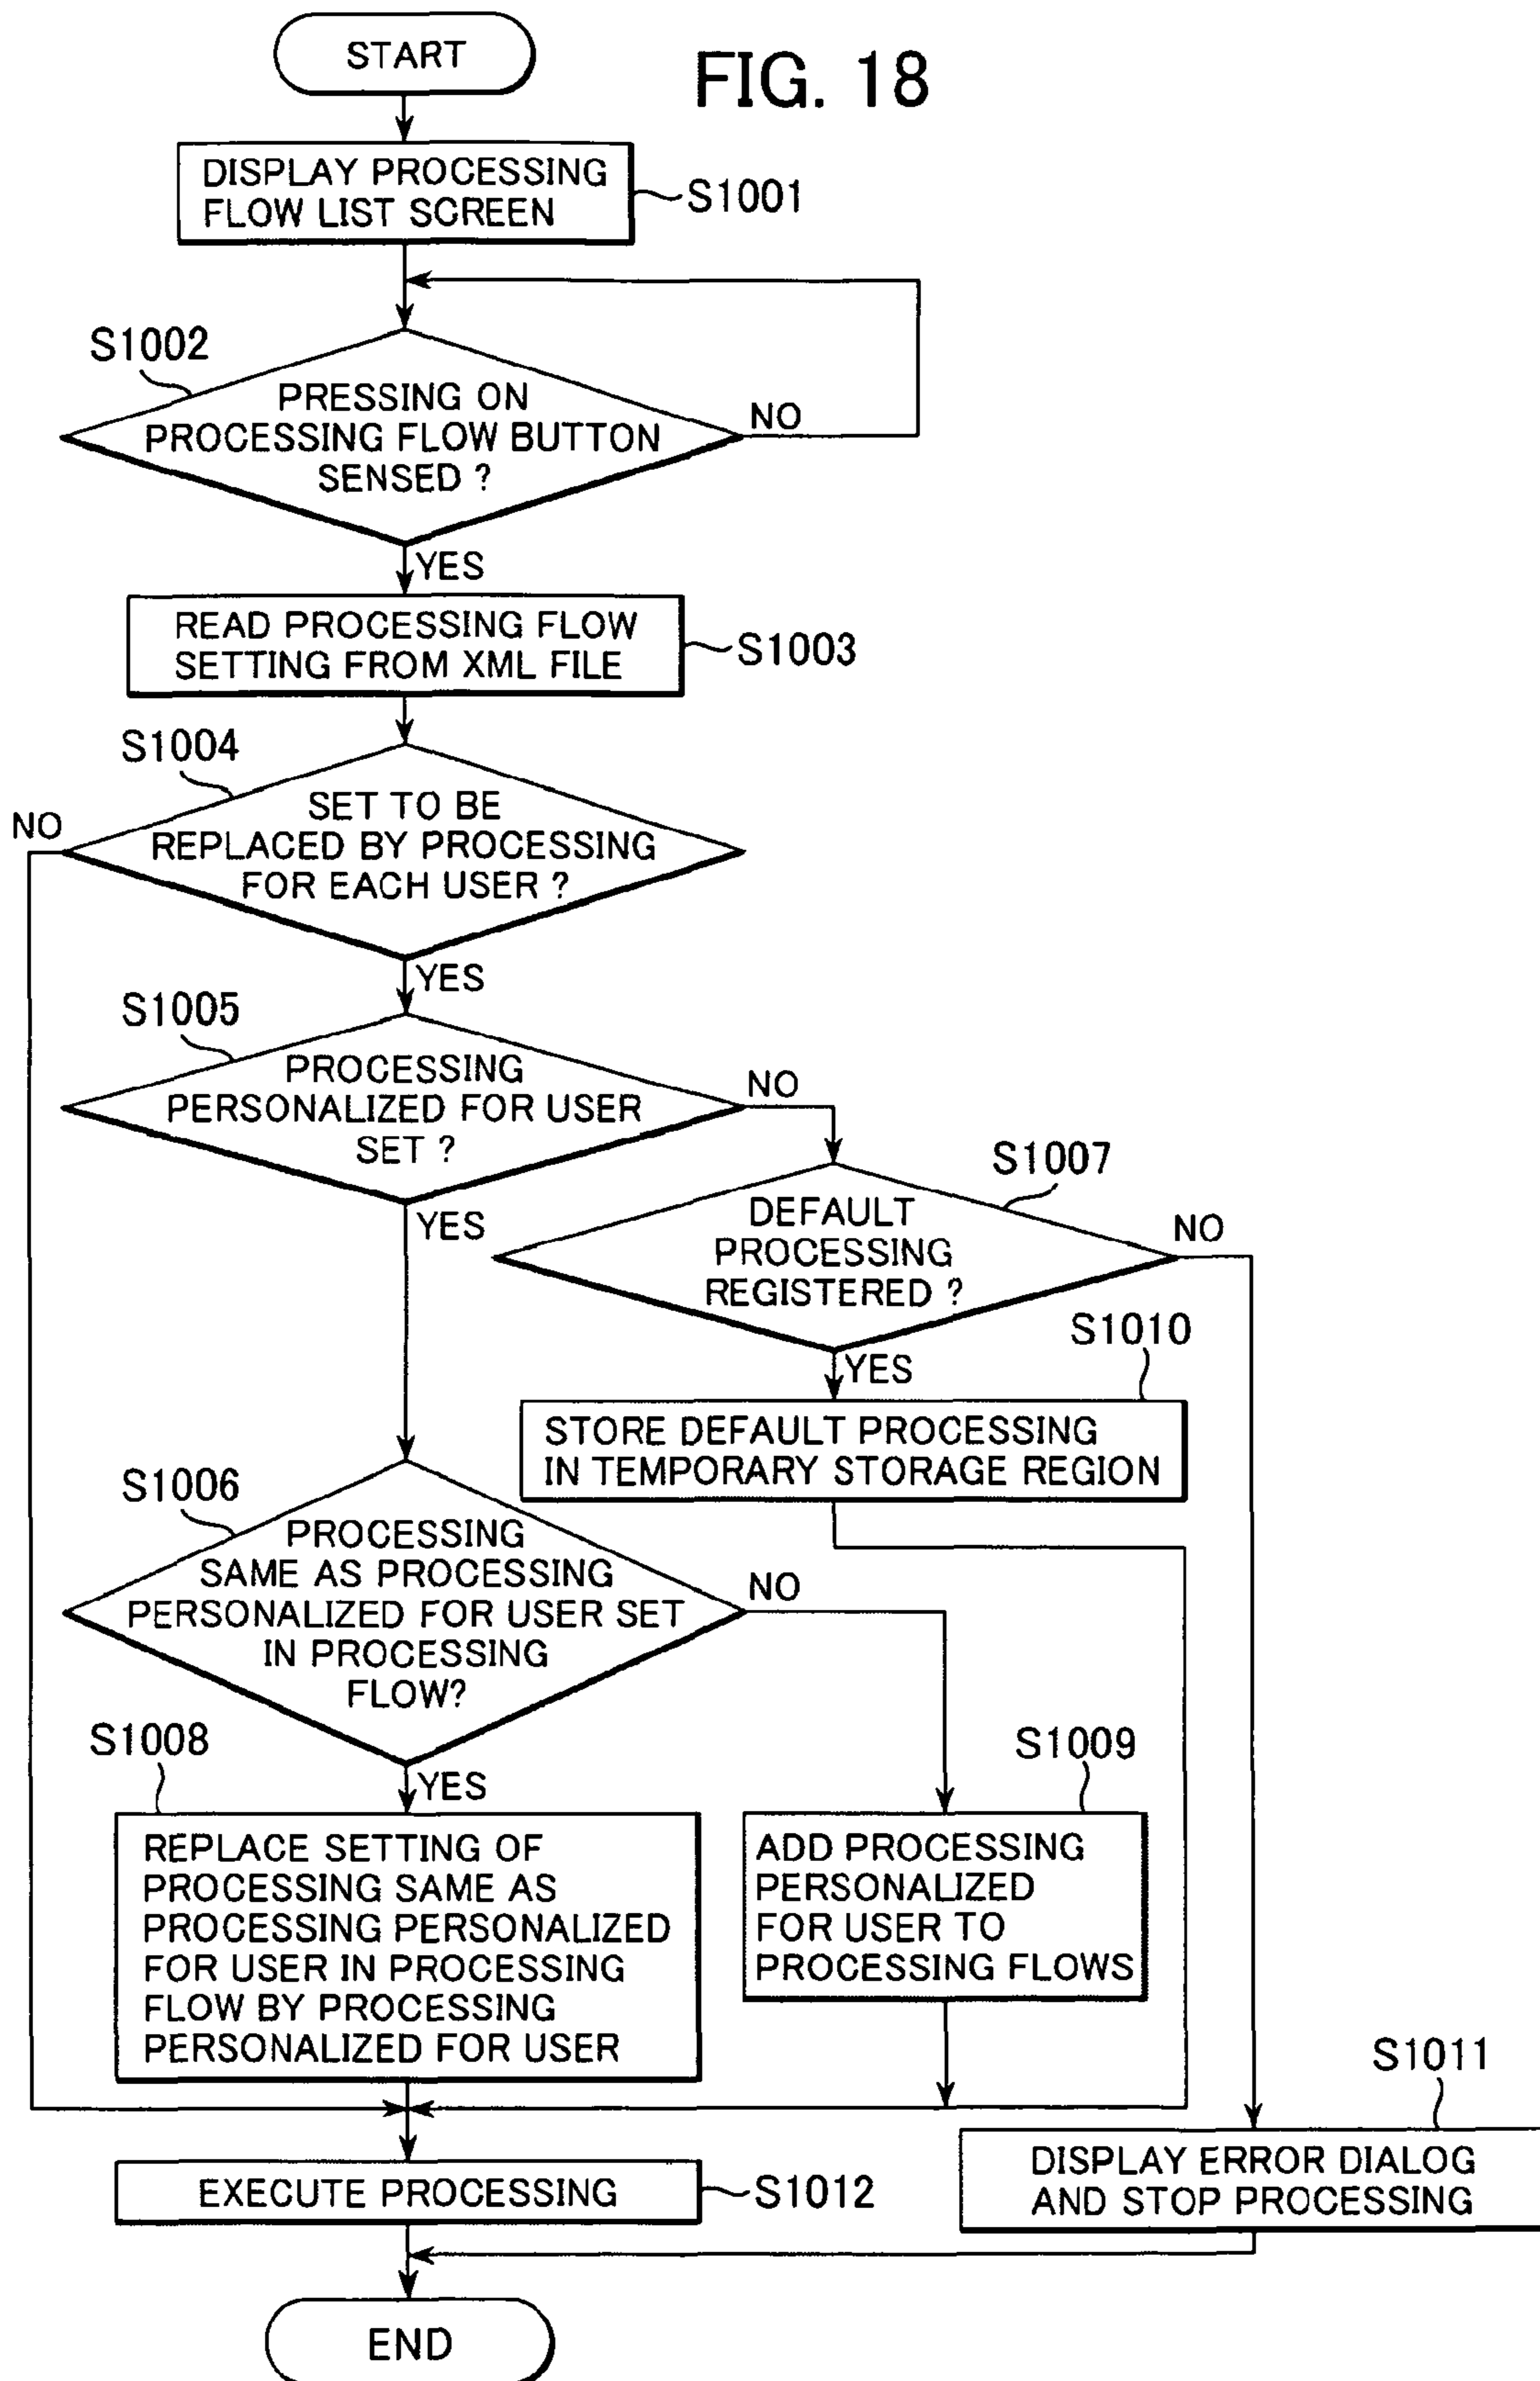 START
FIG. 18
DISPLAY PROCESSING
FLOW LIST SCREEN
S1001
S1002
PRESSING ON
PROCESSING FLOW BUTTON
SENSED ?
NO
YES
READ PROCESSING FLOW
SETTING FROM XML FILE
S1003
S1004
SET TO BE
REPLACED BY PROCESSING
FOR EACH USER ?
NO
YES
S1005
PROCESSING
PERSONALIZED FOR USER
SET ?
NO
YES
S1007
DEFAULT
PROCESSING
REGISTERED ?
NO
YES
S1010
STORE DEFAULT PROCESSING
IN TEMPORARY STORAGE REGION
S1006
PROCESSING
SAME AS PROCESSING
PERSONALIZED FOR USER SET
IN PROCESSING
FLOW?
NO
YES
S1008
REPLACE SETTING OF
PROCESSING SAME AS
PROCESSING PERSONALIZED
FOR USER IN PROCESSING
FLOW BY PROCESSING
PERSONALIZED FOR USER
S1009
ADD PROCESSING
PERSONALIZED
FOR USER TO
PROCESSING FLOWS
S1011
DISPLAY ERROR DIALOG
AND STOP PROCESSING
EXECUTE PROCESSING
S1012
END